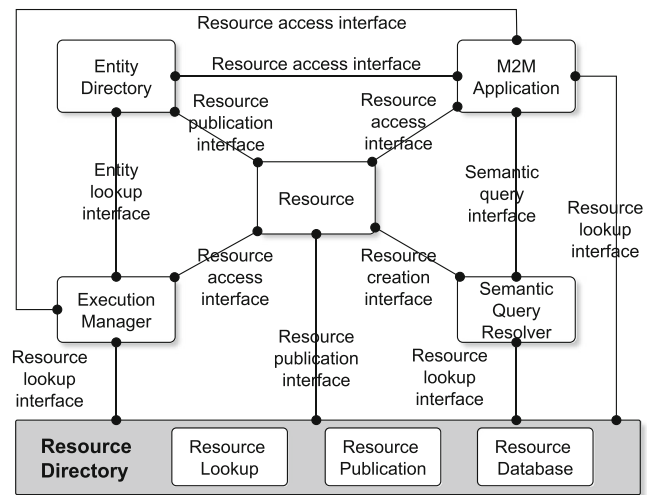 Resource access interface
Entity
Directory
Resource access interface
M2M
Application
Resource
publication
interface
Resource
access
interface
Entity
lookup
interface
Resource
Semantic
query
interface
Resource
lookup
interface
Resource
access
interface
Resource
creation
interface
Execution
Manager
Semantic
Query
Resolver
Resource
lookup
interface
Resource
publication
interface
Resource
lookup
interface
Resource
Directory
Resource
Lookup
Resource
Publication
Resource
Database